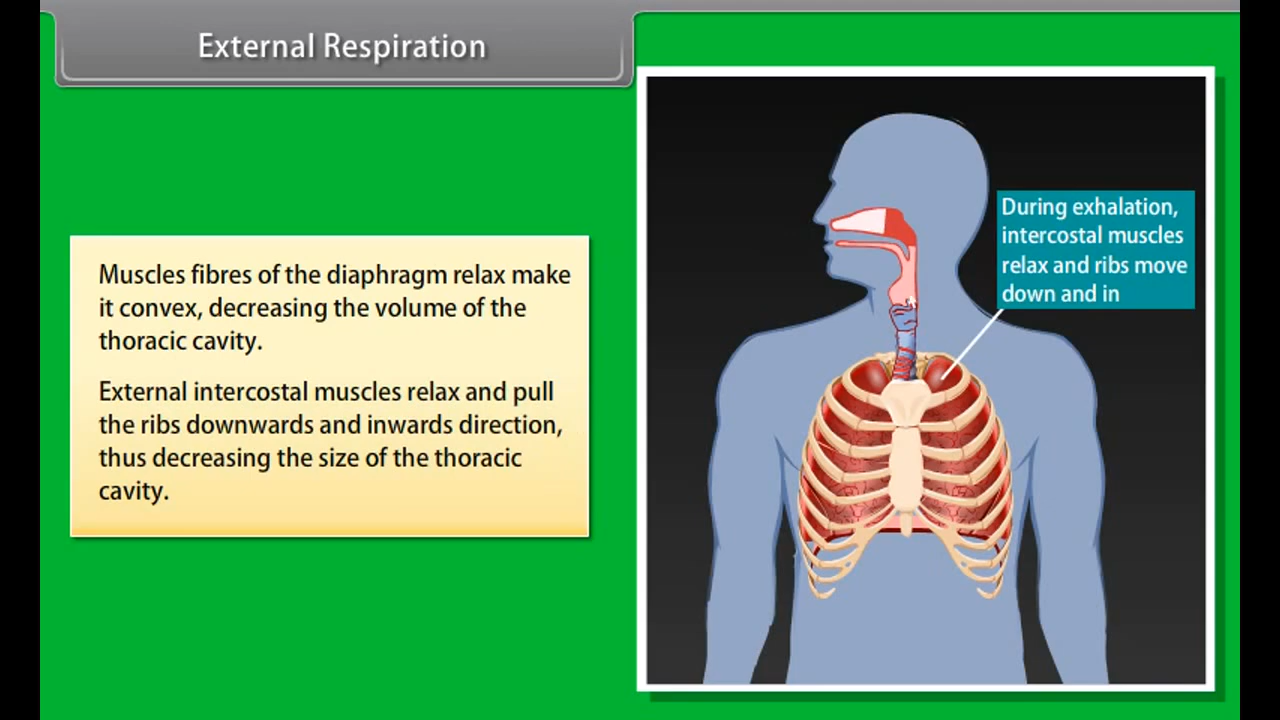 External Respiration
Muscles fibres of the diaphragm relax make
it convex, decreasing the volume of the
thoracic cavity.
External intercostal muscles relax and pull
the ribs downwards and inwards direction,
thus decreasing the size of the thoracic
cavity.
During exhalation,
intercostal muscles
relax and ribs move
down and in